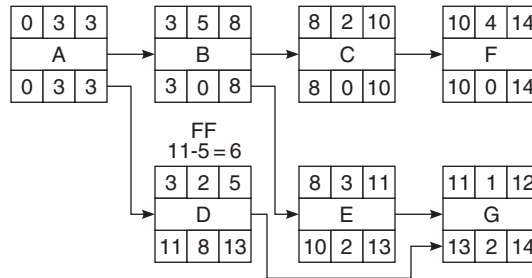 0 3 3
A
0 3 3
3 5 8
B
3 0 8
8 2 10
C
8 0 10
10 4 14
F
10 0 14
FF
11-5=6
3 2 5
D
11 8 13
8 3 11
E
10 2 13
11 1 12
G
13 2 14